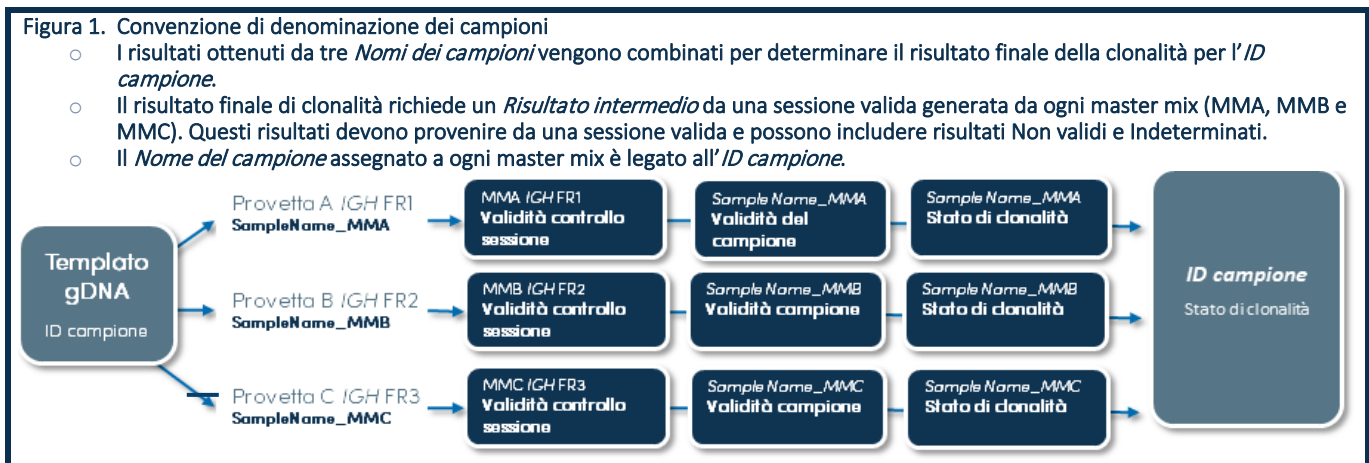 Figura 1. Convenzione di denominazione dei campioni
o I risultati ottenuti da tre Nomi dei campioni vengono combinati per determinare il risultato finale della clonalità per l’ID
campione.
o Il risultato finale di clonalità richiede un Risultato intermedio da una sessione valida generata da ogni master mix (MMA, MMB e
MMC). Questi risultati devono provenire da una sessione valida e possono includere risultati Non validi e Indeterminati.
o Il Nome del campione assegnato a ogni master mix è legato all’ID campione.
Templato
gDNA
ID campione
Provetta A IGH FR1
SampleName_MMA
MMA IGH FR1
Validità controllo
sessione
Sample Name_MMA
Validità del
campione
Sample Name_MMA
Stato di clonalità
Provetta B IGH FR2
SampleName_MMB
MMB IGH FR2
Validità controllo
sessione
Sample Name_MMB
Validità campione
Sample Name_MMB
Stato di clonalità
Provetta C IGH FR3
SampleName_MMC
MMC IGH FR3
Validità controllo
sessione
Sample Name_MMC
Validità campione
Sample Name_MMC
Stato di clonalità
ID campione
Stato di clonalità